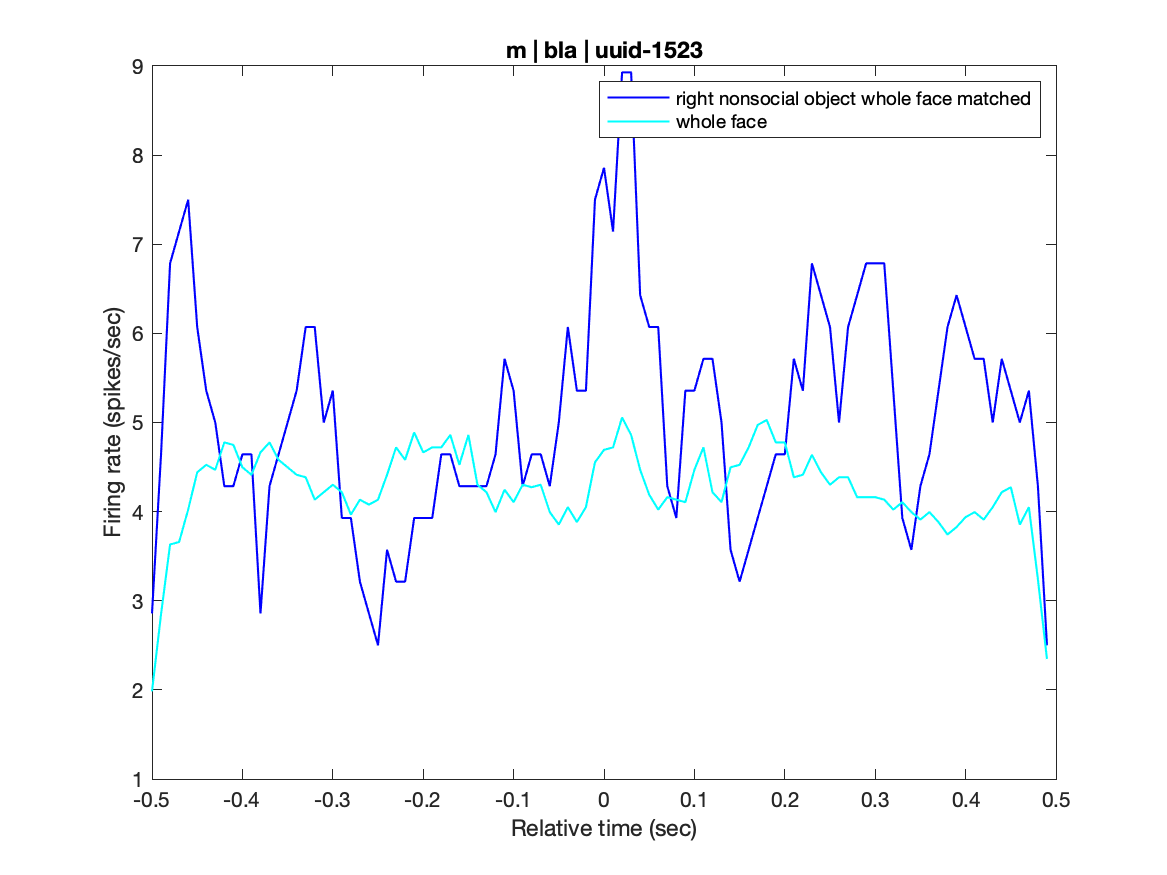 m | bla | uuid-1523
right nonsocial object whole face matched
whole face
Firing rate (spikes/sec)
9
8
7
6
5
4
3
2
1
-0.5 -0.4 -0.3 -0.2 -0.1 0 0.1 0.2 0.3 0.4 0.5
Relative time (sec)